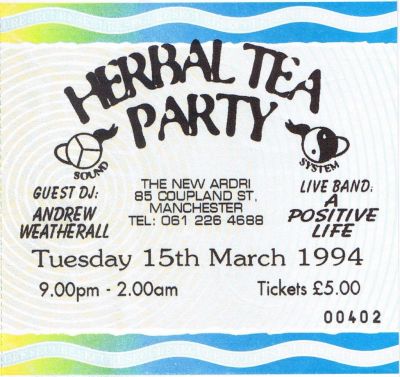 HERBAL TEA
PARTY
SOUND
SYSTEM
GUEST DJ:
ANDREW
WEATHERALL
THE NEW ARDRI
85 COUPLAND ST,
MANCHESTER
TEL: 061 226 4688
LIVE BAND:
A
POSITIVE
LIFE
Tuesday 15th March 1994
9.00pm - 2.00am
Tickets £5.00
00402